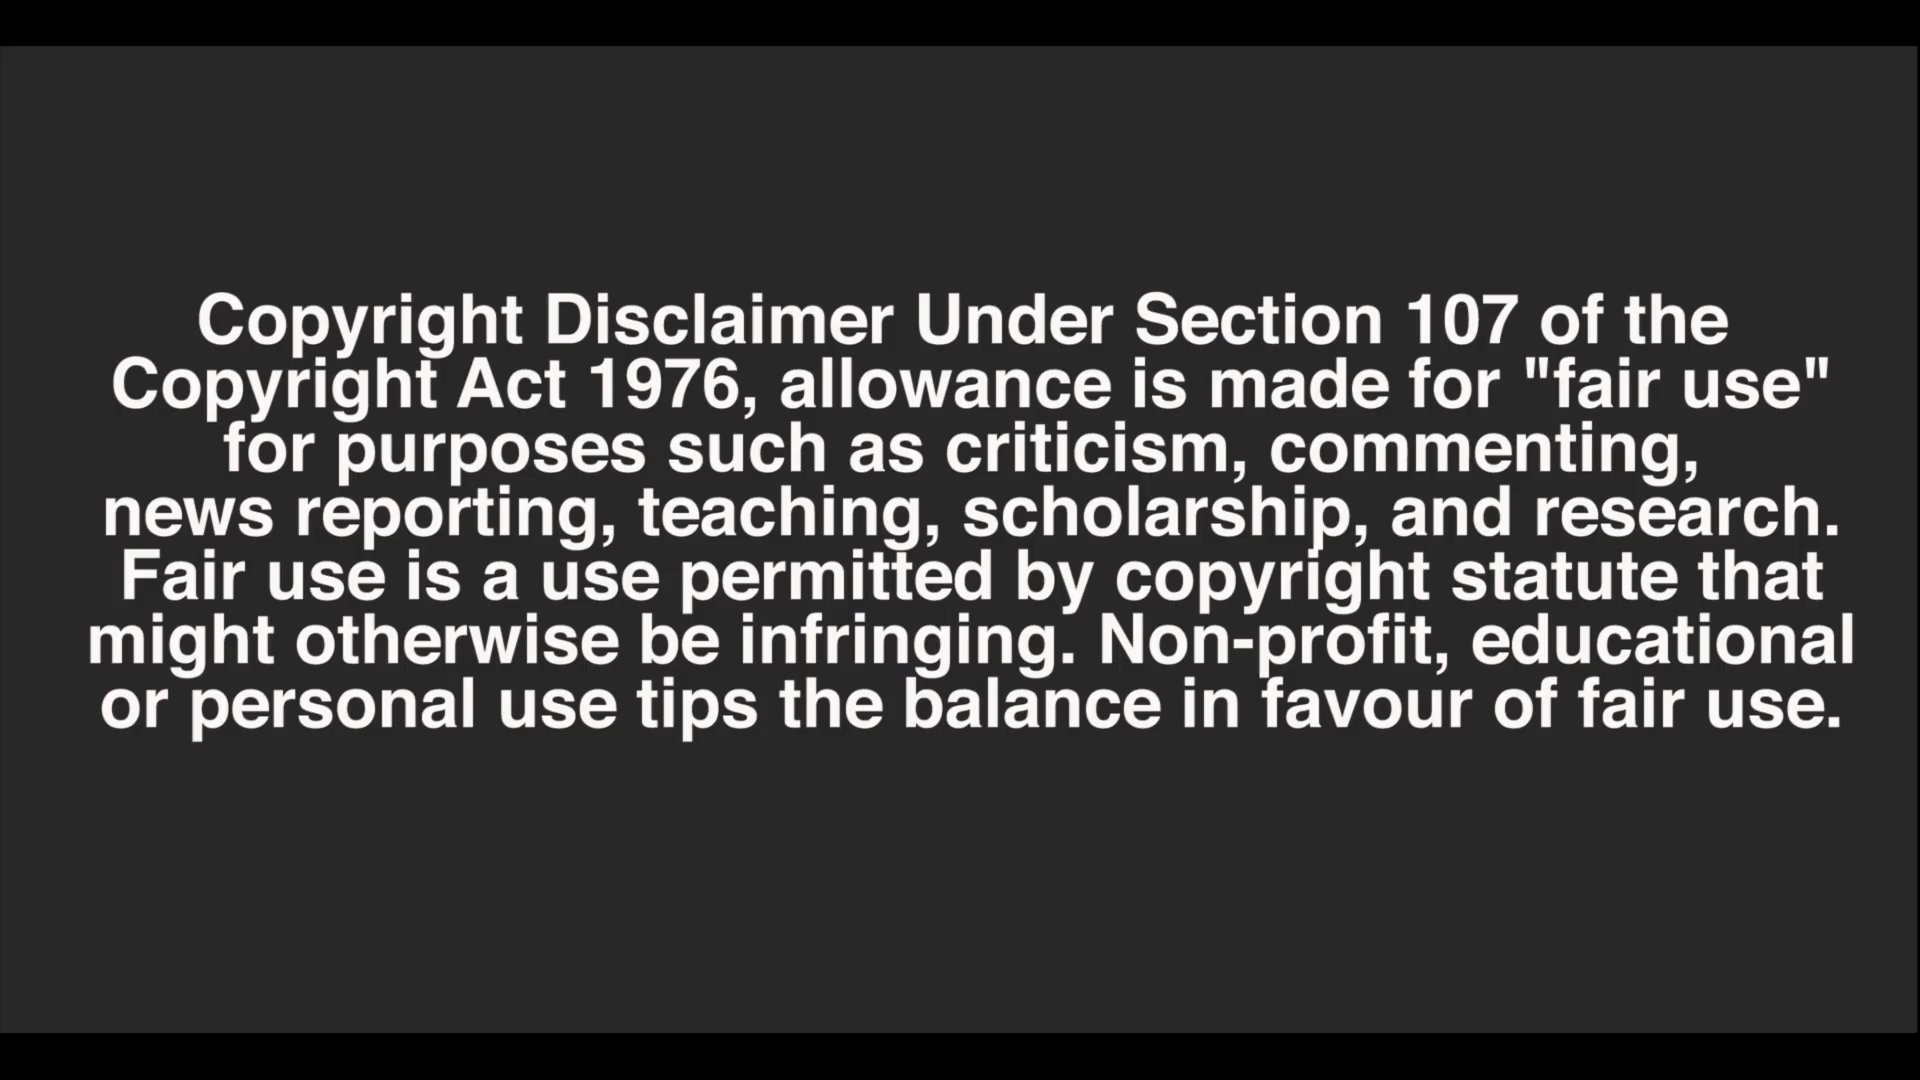 Copyright Disclaimer Under Section 107 of the
Copyright Act 1976, allowance is made for "fair use"
for purposes such as criticism, commenting,
news reporting, teaching, scholarship, and research.
Fair use is a use permitted by copyright statute that
might otherwise be infringing. Non-profit, educational
or personal use tips the balance in favour of fair use.